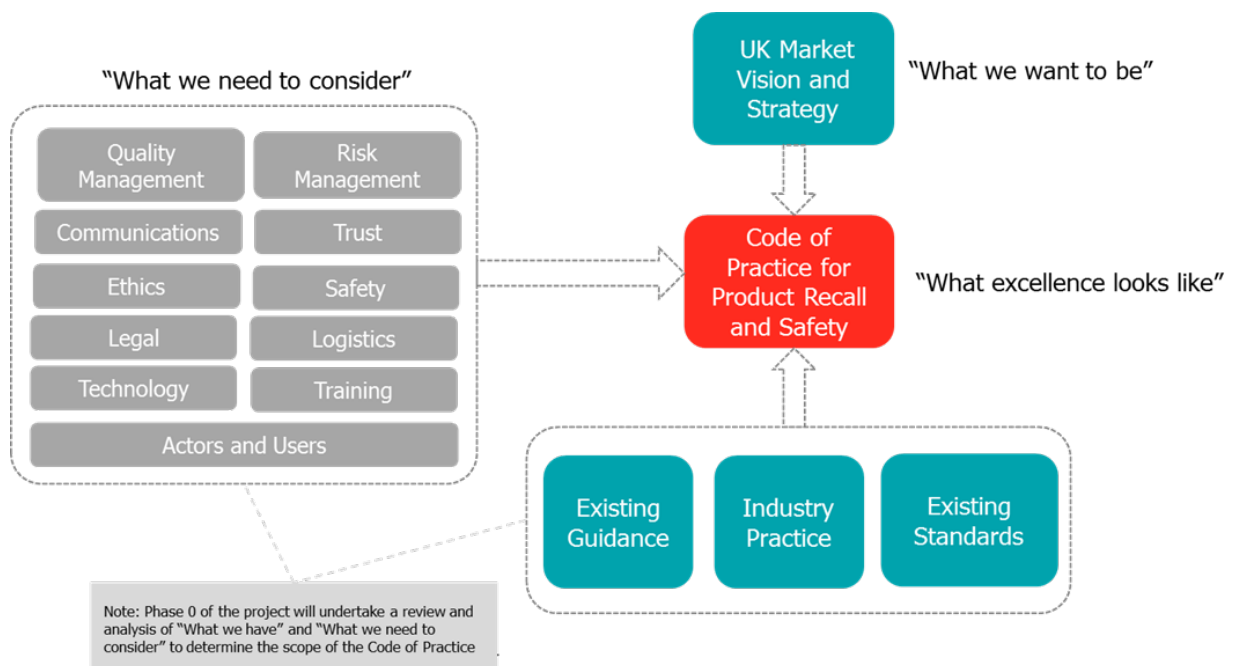 “What we need to consider”
Quality
Management
Risk
Management
Communications
Trust
Ethics
Safety
Legal
Logistics
Technology
Training
Actors and Users
UK Market
Vision and
Strategy
“What we want to be”
Code of
Practice for
Product Recall
and Safety
“What excellence looks like”
Existing
Guidance
Industry
Practice
Existing
Standards
Note: Phase 0 of the project will undertake a review and
analysis of “What we have” and “What we need to
consider” to determine the scope of the Code of Practice
.